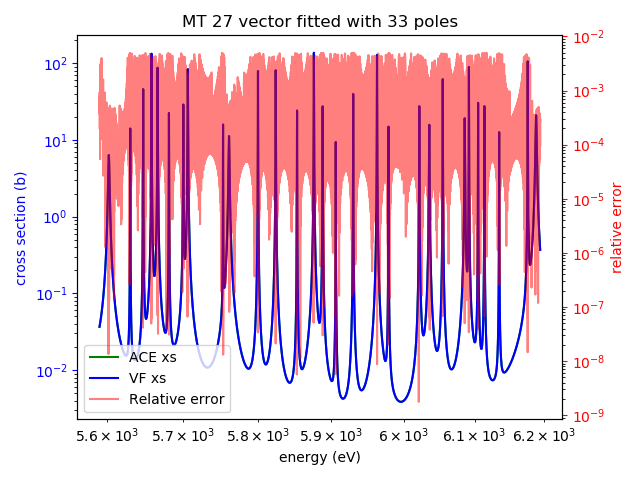 MT 27 vector fitted with 33 poles
cross section (b)
10²
10¹
10⁰
10⁻¹
10⁻²
10⁻²
10⁻³
10⁻⁴
10⁻⁵
10⁻⁶
10⁻⁷
10⁻⁸
10⁻⁹
relative error
ACE xs
VF xs
Relative error
5.6 × 10³ 5.7 × 10³ 5.8 × 10³ 5.9 × 10³ 6 × 10³ 6.1 × 10³ 6.2 × 10³
energy (eV)